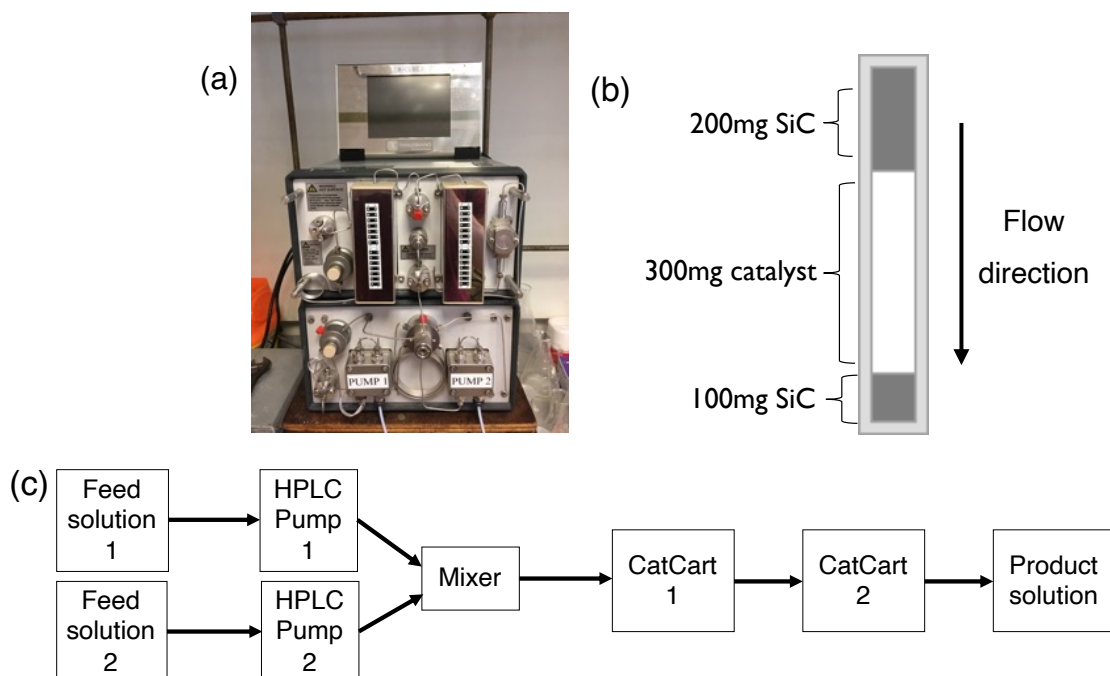 (a)
PUMP 1
PUMP 2
(b)
200mg SiC
300mg catalyst
100mg SiC
Flow
direction
(c)
Feed
solution
1
HPLC
Pump
1
Feed
solution
2
HPLC
Pump
2
Mixer
CatCart
1
CatCart
2
Product
solution